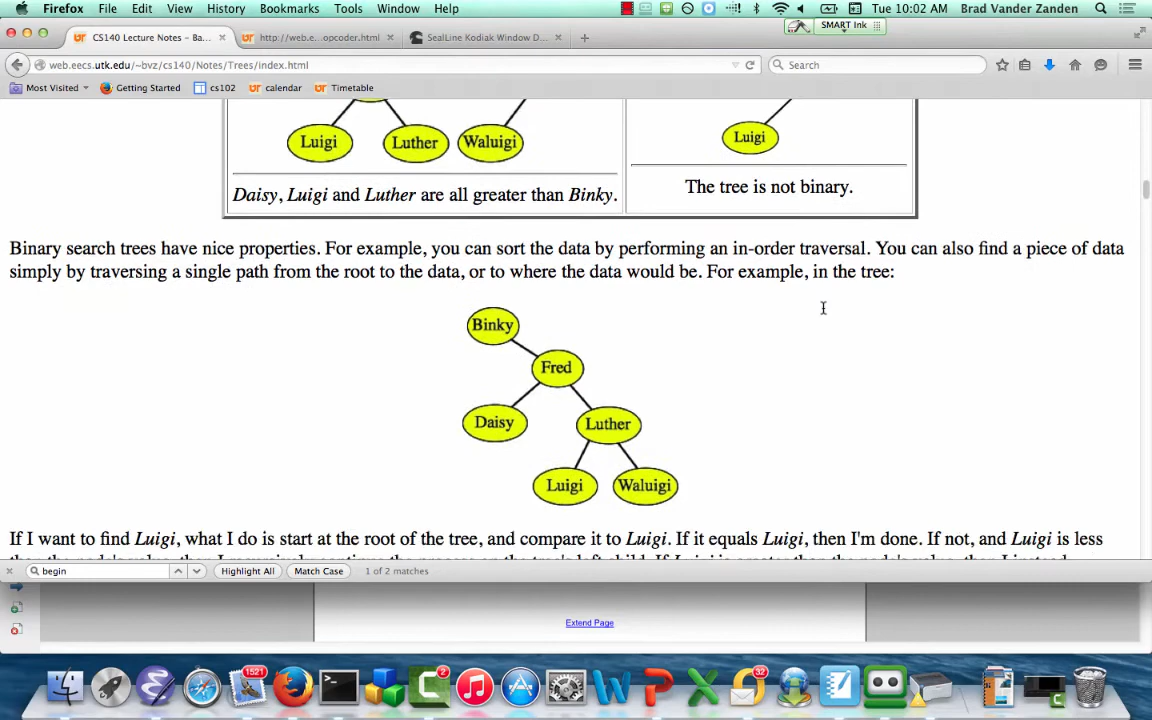 Firefox File Edit View History Bookmarks Tools Window Help Tue 10:02 AM Brad Vander Zanden
SMART Ink
CS140 Lecture Notes – Ba... http://web.e...opcoder.html SealLine Kodiak Window D...
web.eecs.utk.edu/~bvz/cs140/Notes/Trees/index.html Search
Most Visited Getting Started cs102 calendar Timetable
Luigi Luther Waluigi Luigi
Daisy, Luigi and Luther are all greater than Binky. The tree is not binary.
Binary search trees have nice properties. For example, you can sort the data by performing an in-order traversal. You can also find a piece of data
simply by traversing a single path from the root to the data, or to where the data would be. For example, in the tree:
Binky
Fred
Daisy Luther
Luigi Waluigi
If I want to find Luigi, what I do is start at the root of the tree, and compare it to Luigi. If it equals Luigi, then I'm done. If not, and Luigi is less
begin Highlight All Match Case 1 of 2 matches
Extend Page
1521 2 32